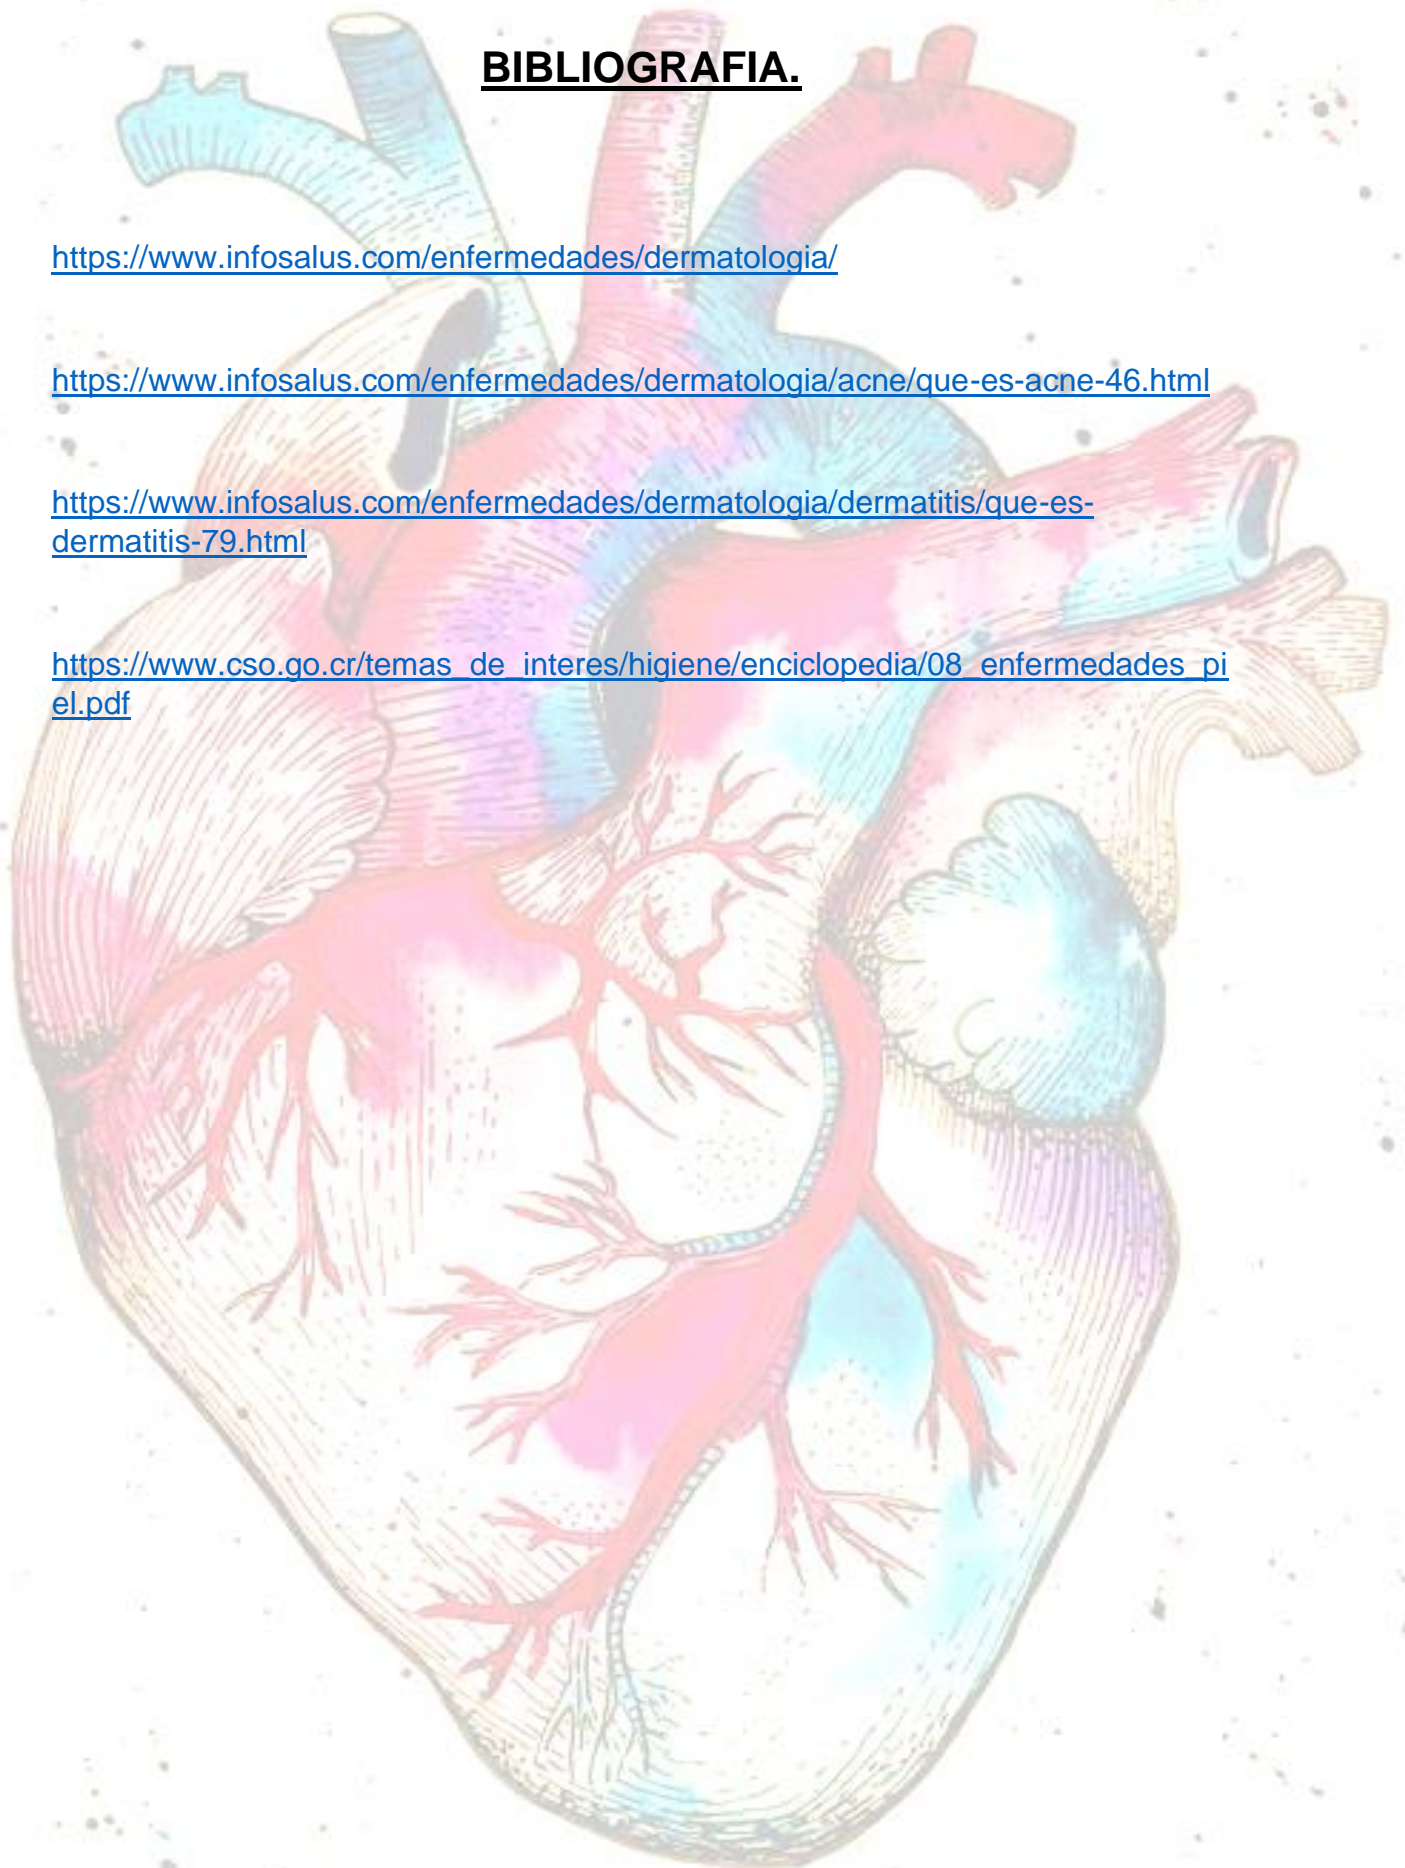 BIBLIOGRAFIA.
https://www.infosalus.com/enfermedades/dermatologia/
https://www.infosalus.com/enfermedades/dermatologia/acne/que-es-acne-46.html
https://www.infosalus.com/enfermedades/dermatologia/dermatitis/que-es-
dermatitis-79.html
https://www.cso.go.cr/temas_de_interes/higiene/enciclopedia/08_enfermedades_pi
el.pdf